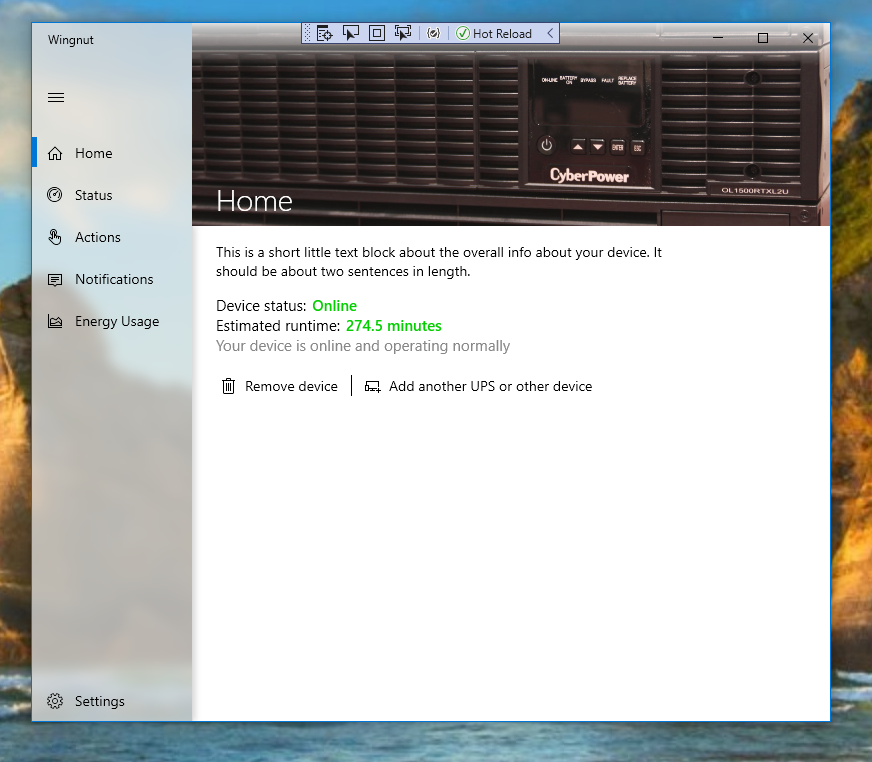 Wingnut
Hot Reload
ON-LINE BATTERY ON BYPASS FAULT REPLACE BATTERY
ENTER ESC
CyberPower
OL1500RTXL2U
Home
Home
Status
Actions
Notifications
Energy Usage
Settings
This is a short little text block about the overall info about your device. It
should be about two sentences in length.
Device status: Online
Estimated runtime: 274.5 minutes
Your device is online and operating normally
Remove device
Add another UPS or other device